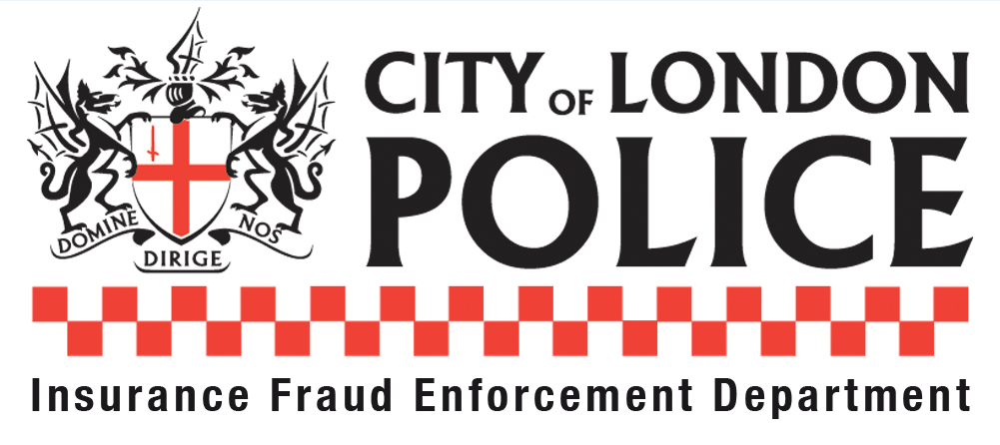 CITY OF LONDON
POLICE
DOMINE DIRIGE NOS
Insurance Fraud Enforcement Department